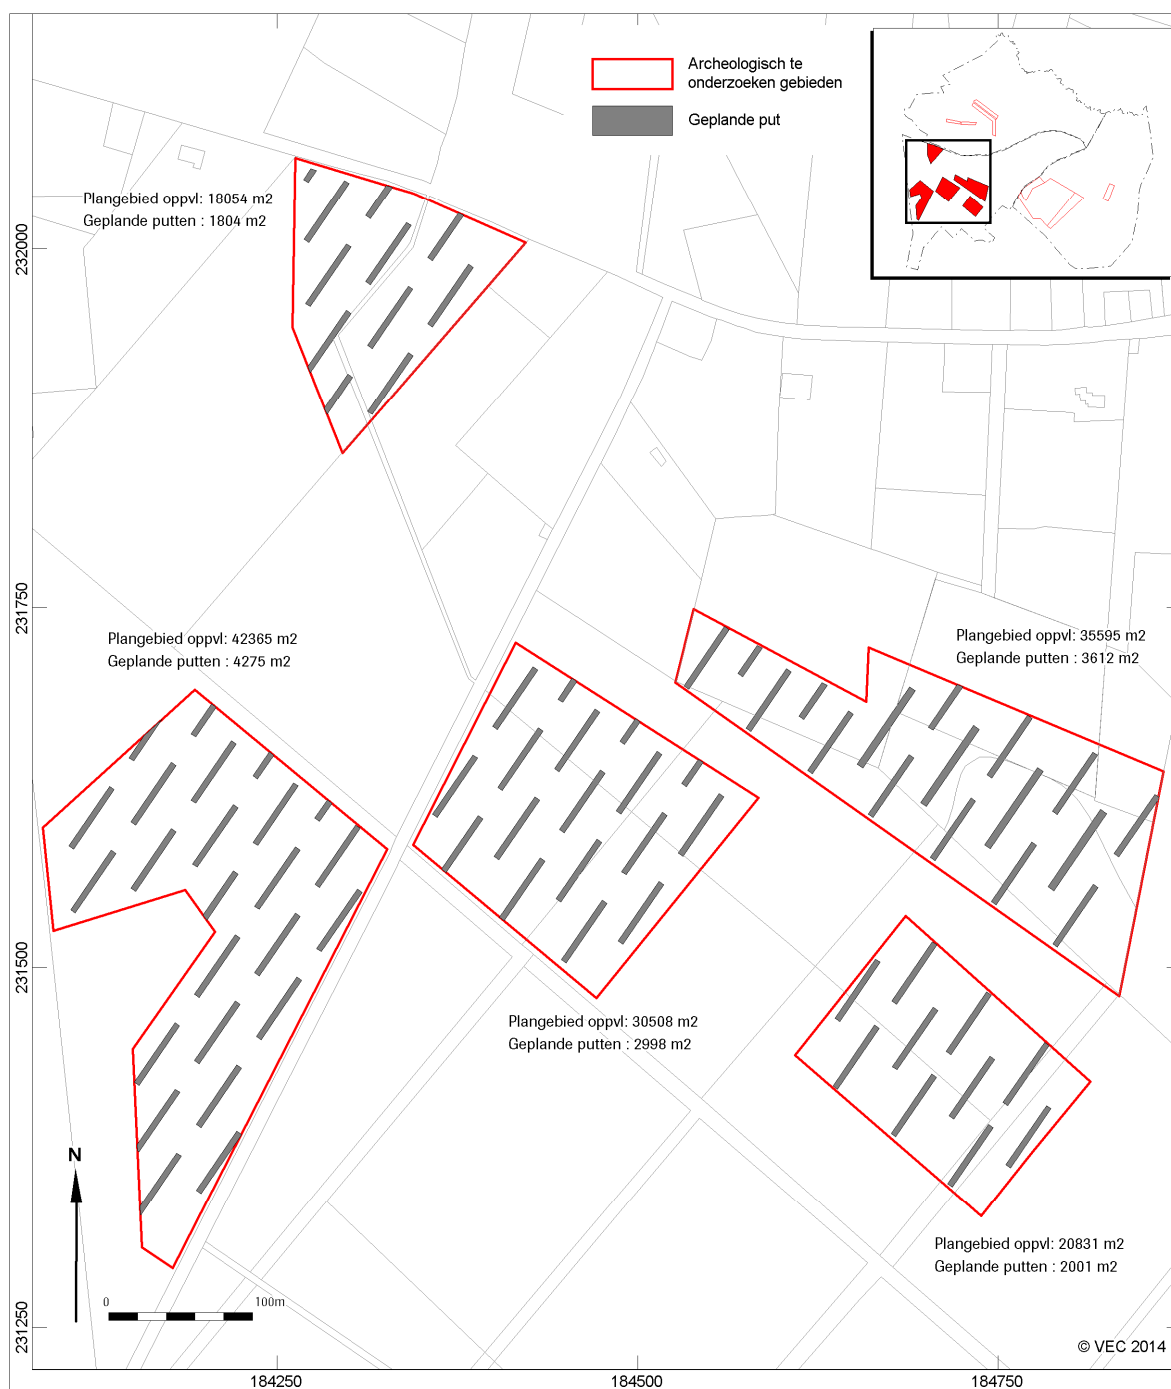 Archeologisch te
onderzoeken gebieden
Geplande put
Plangebied oppvl: 18054 m2
Geplande putten : 1804 m2
232000
231750
Plangebied oppvl: 42365 m2
Geplande putten : 4275 m2
Plangebied oppvl: 35595 m2
Geplande putten : 3612 m2
231500
Plangebied oppvl: 30508 m2
Geplande putten : 2998 m2
N
Plangebied oppvl: 20831 m2
Geplande putten : 2001 m2
0 100m
231250
© VEC 2014
184250 184500 184750